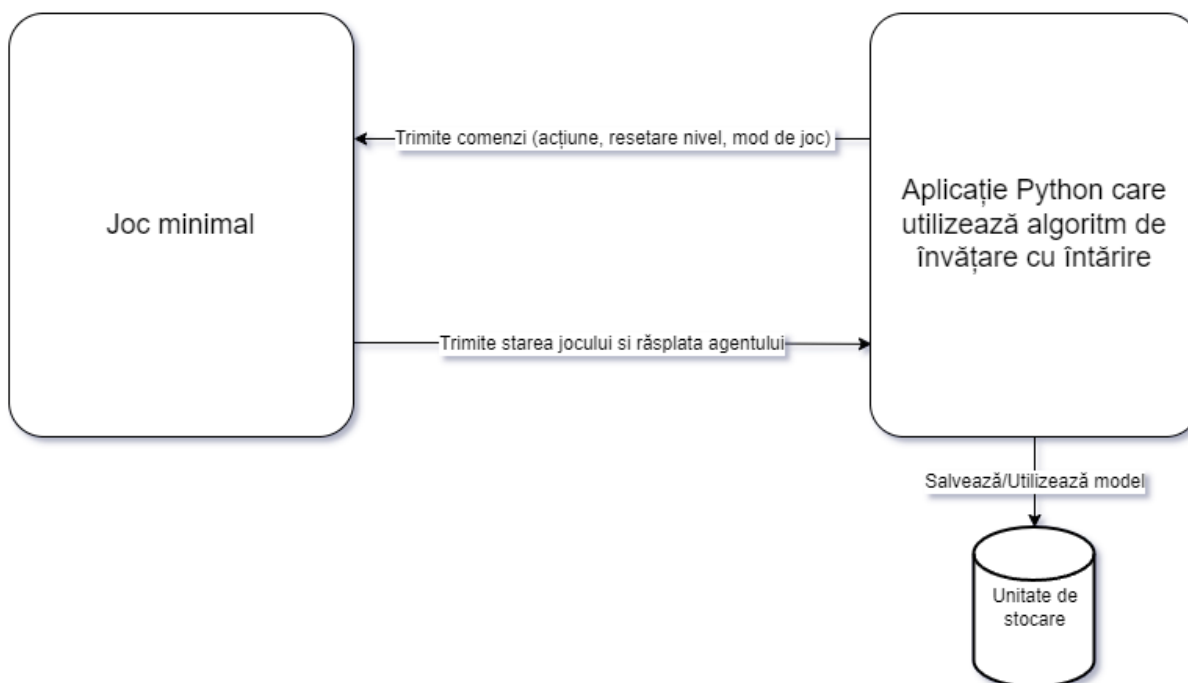 Trimite comenzi (acțiune, resetare nivel, mod de joc)
Joc minimal
Aplicație Python care
utilizează algoritm de
învățare cu întărire
Trimite starea jocului si răsplata agentului
Salvează/Utilizează model
Unitate de
stocare